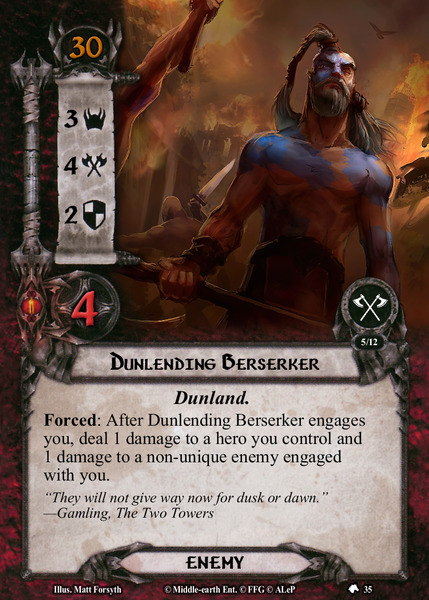 30
3
4
2
4
5/12
Dunlending Berserker
Dunland.
Forced: After Dunlending Berserker engages
you, deal 1 damage to a hero you control and
1 damage to a non-unique enemy engaged
with you.
“They will not give way now for dusk or dawn.”
—Gamling, The Two Towers
ENEMY
Illus. Matt Forsyth
© Middle-earth Ent. © FFG © ALeP
35